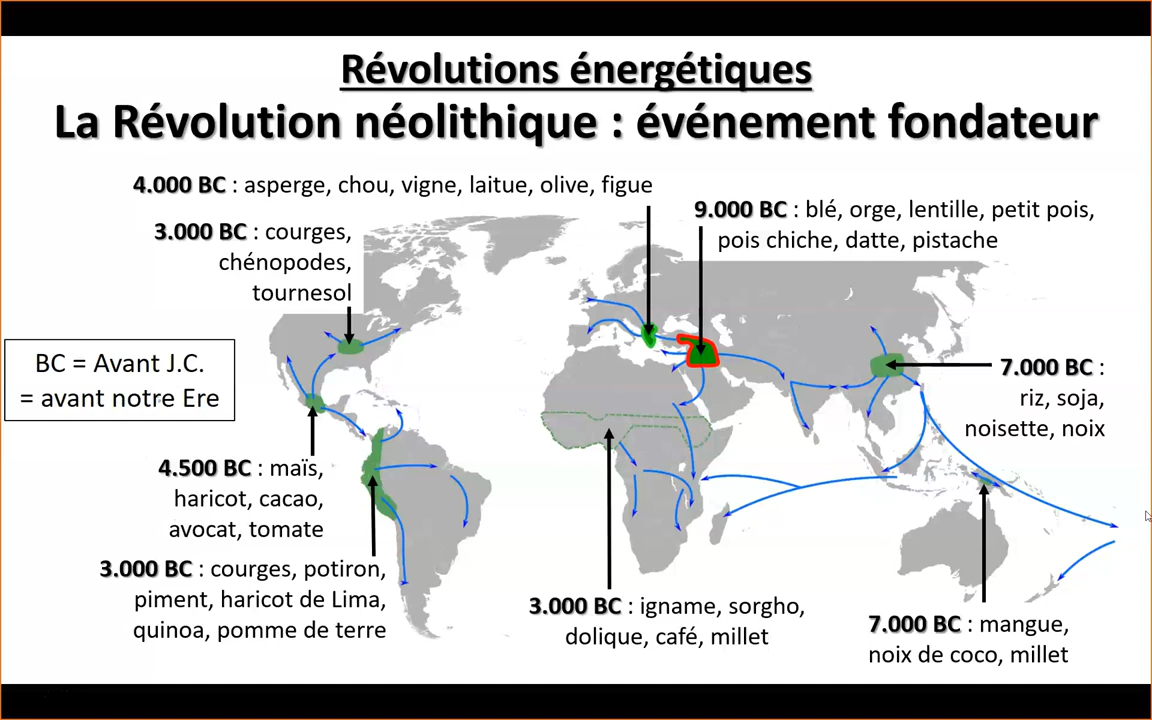 Révolutions énergétiques
La Révolution néolithique : événement fondateur
4.000 BC : asperge, chou, vigne, laitue, olive, figue
9.000 BC : blé, orge, lentille, petit pois,
pois chiche, datte, pistache
3.000 BC : courges,
chénopodes,
tournesol
BC = Avant J.C.
= avant notre Ere
7.000 BC :
riz, soja,
noisette, noix
4.500 BC : maïs,
haricot, cacao,
avocat, tomate
3.000 BC : courges, potiron,
piment, haricot de Lima,
quinoa, pomme de terre
3.000 BC : igname, sorgho,
dolique, café, millet
7.000 BC : mangue,
noix de coco, millet